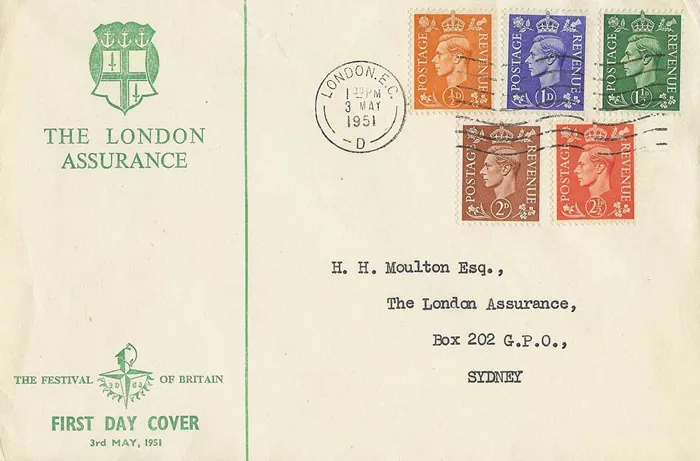 THE LONDON
ASSURANCE
LONDON.E.C.
PM
3 MAY
1951
-D-
POSTAGE REVENUE
½D
POSTAGE REVENUE
1D
POSTAGE REVENUE
1½D
POSTAGE REVENUE
2D
POSTAGE REVENUE
2½D
H. H. Moulton Esq.,
The London Assurance,
Box 202 G.P.O.,
SYDNEY
THE FESTIVAL OF BRITAIN
FIRST DAY COVER
3rd MAY, 1951